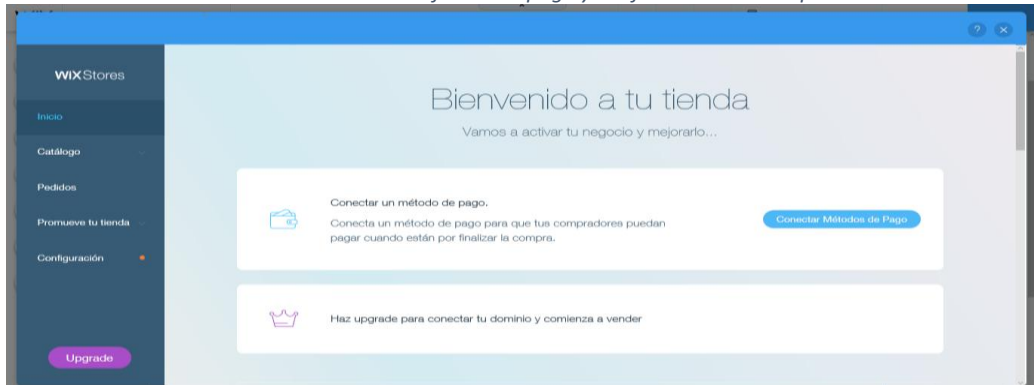 WIX Stores
Inicio
Catálogo
Pedidos
Promueve tu tienda
Configuración
Upgrade
Bienvenido a tu tienda
Vamos a activar tu negocio y mejorarlo...
Conectar un método de pago.
Conecta un método de pago para que tus compradores puedan
pagar cuando están por finalizar la compra.
Conectar Métodos de Pago
Haz upgrade para conectar tu dominio y comienza a vender